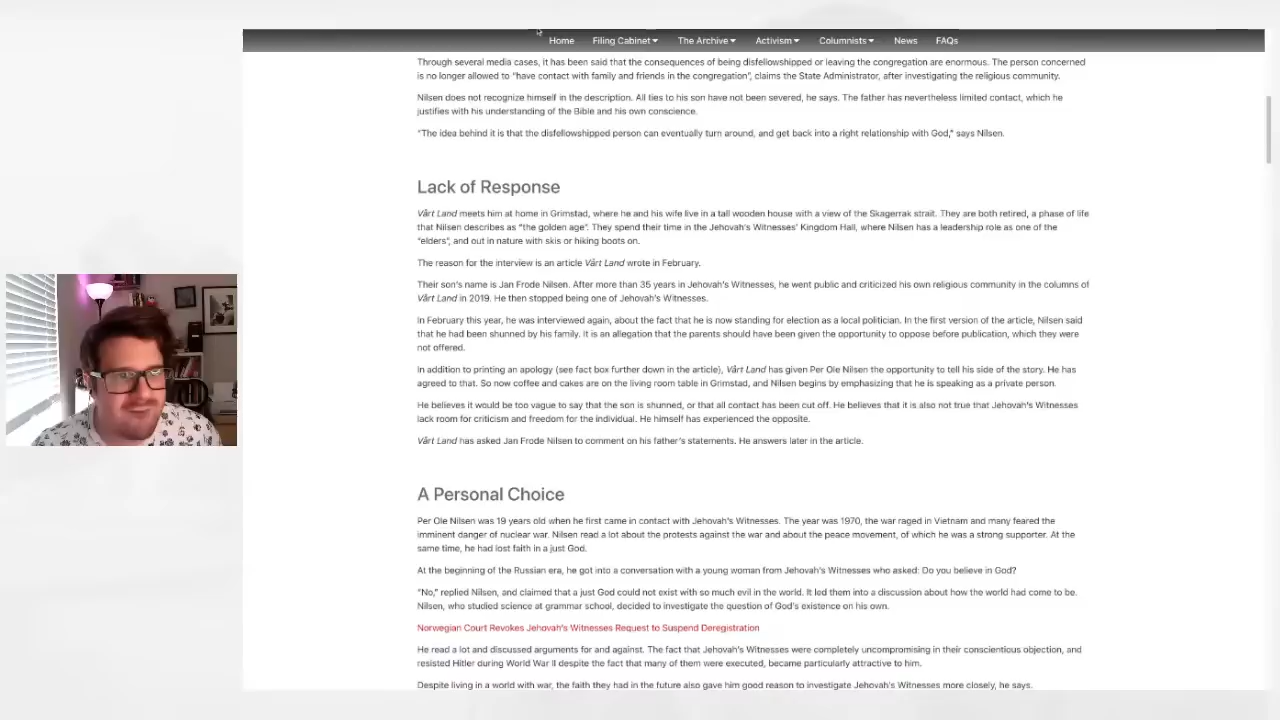 Home Filing Cabinet The Archive Activism Columnists News FAQs
Through several media cases, it has been said that the consequences of being disfellowshipped or leaving the congregation are enormous. The person concerned
is no longer allowed to "have contact with family and friends in the congregation", claims the State Administrator, after investigating the religious community.
Nilsen does not recognize himself in the description. All ties to his son have not been severed, he says. The father has nevertheless limited contact, which he
justifies with his understanding of the Bible and his own conscience.
"The idea behind it is that the disfellowshipped person can eventually turn around, and get back into a right relationship with God," says Nilsen.
Lack of Response
Vårt Land meets him at home in Grimstad, where he and his wife live in a tall wooden house with a view of the Skagerrak strait. They are both retired, a phase of life
that Nilsen describes as "the golden age". They spend their time in the Jehovah's Witnesses' Kingdom Hall, where Nilsen has a leadership role as one of the
"elders", and out in nature with skis or hiking boots on.
The reason for the interview is an article Vårt Land wrote in February.
Their son's name is Jan Frode Nilsen. After more than 35 years in Jehovah's Witnesses, he went public and criticized his own religious community in the columns of
Vårt Land in 2019. He then stopped being one of Jehovah's Witnesses.
In February this year, he was interviewed again, about the fact that he is now standing for election as a local politician. In the first version of the article, Nilsen said
that he had been shunned by his family. It is an allegation that the parents should have been given the opportunity to oppose before publication, which they were
not offered.
In addition to printing an apology (see fact box further down in the article), Vårt Land has given Per Ole Nilsen the opportunity to tell his side of the story. He has
agreed to that. So now coffee and cakes are on the living room table in Grimstad, and Nilsen begins by emphasizing that he is speaking as a private person.
He believes it would be too vague to say that the son is shunned, or that all contact has been cut off. He believes that it is also not true that Jehovah's Witnesses
lack room for criticism and freedom for the individual. He himself has experienced the opposite.
Vårt Land has asked Jan Frode Nilsen to comment on his father's statements. He answers later in the article.
A Personal Choice
Per Ole Nilsen was 19 years old when he first came in contact with Jehovah's Witnesses. The year was 1970, the war raged in Vietnam and many feared the
imminent danger of nuclear war. Nilsen read a lot about the protests against the war and about the peace movement, of which he was a strong supporter. At the
same time, he had lost faith in a just God.
At the beginning of the Russian era, he got into a conversation with a young woman from Jehovah's Witnesses who asked: Do you believe in God?
"No," replied Nilsen, and claimed that a just God could not exist with so much evil in the world. It led them into a discussion about how the world had come to be.
Nilsen, who studied science at grammar school, decided to investigate the question of God's existence on his own.
Norwegian Court Revokes Jehovah's Witnesses Request to Suspend Deregistration
He read a lot and discussed arguments for and against. The fact that Jehovah's Witnesses were completely uncompromising in their conscientious objection, and
resisted Hitler during World War II despite the fact that many of them were executed, became particularly attractive to him.
Despite living in a world with war, the faith they had in the future also gave him good reason to investigate Jehovah's Witnesses more closely, he says.